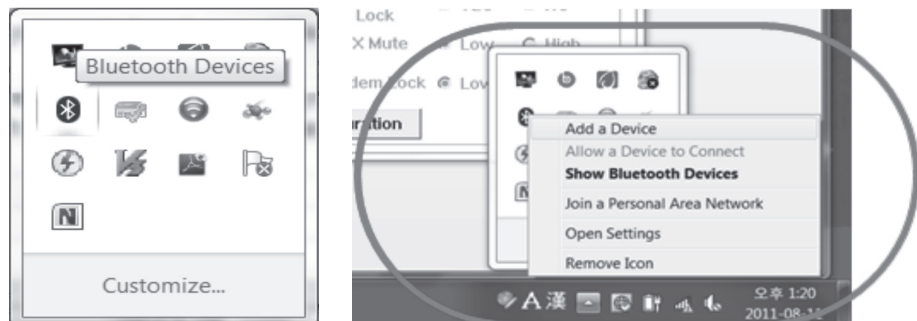 Bluetooth Devices
Customize...
Lock
X Mute Low High
dem Lock Low
ration
Add a Device
Allow a Device to Connect
Show Bluetooth Devices
Join a Personal Area Network
Open Settings
Remove Icon
A 漢 오후 1:20
2011-08-11